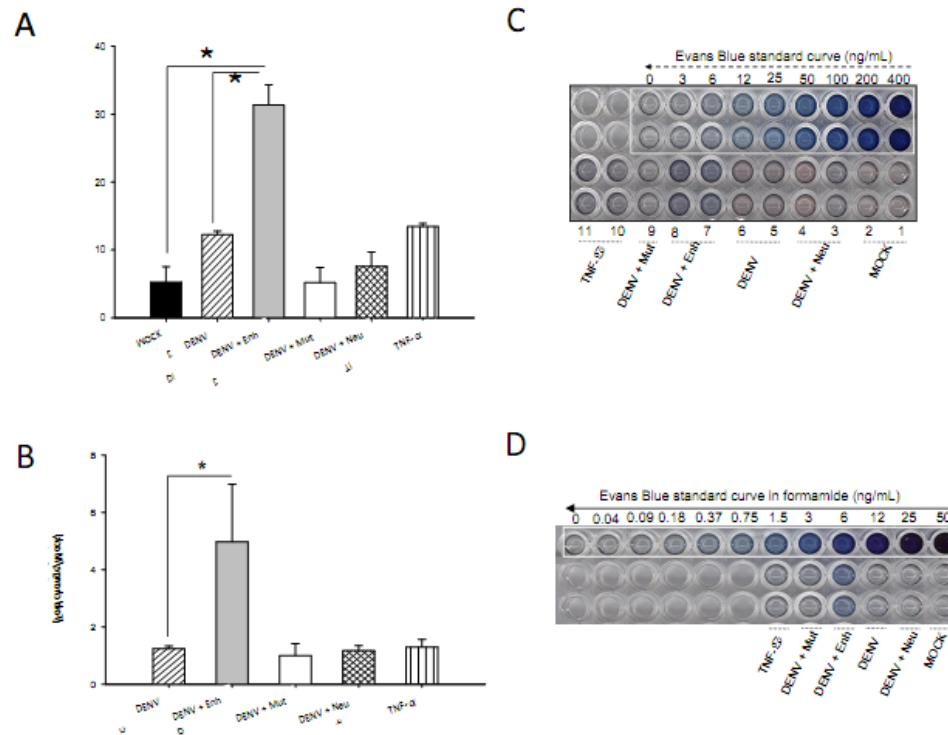 A
40
30
20
10
0
★
★
DENV
DENV + Enh
DENV + Mut
DENV + Neu
TNF-α
B
8
6
4
2
0
*
DENV
DENV + Enh
DENV + Mut
DENV + Neu
TNF-α
C
Evans Blue standard curve (ng/mL)
0 3 6 12 25 50 100 200 400
11 10 9 8 7 6 5 4 3 2 1
TNF-
DENV + Mut
DENV + Enh
DENV
DENV + Neu
MOCK
D
Evans Blue standard curve in formamide (ng/mL)
0 0.04 0.09 0.18 0.37 0.75 1.5 3 6 12 25 50
TNF-
DENV + Mut
DENV + Enh
DENV
DENV + Neu
MOCK